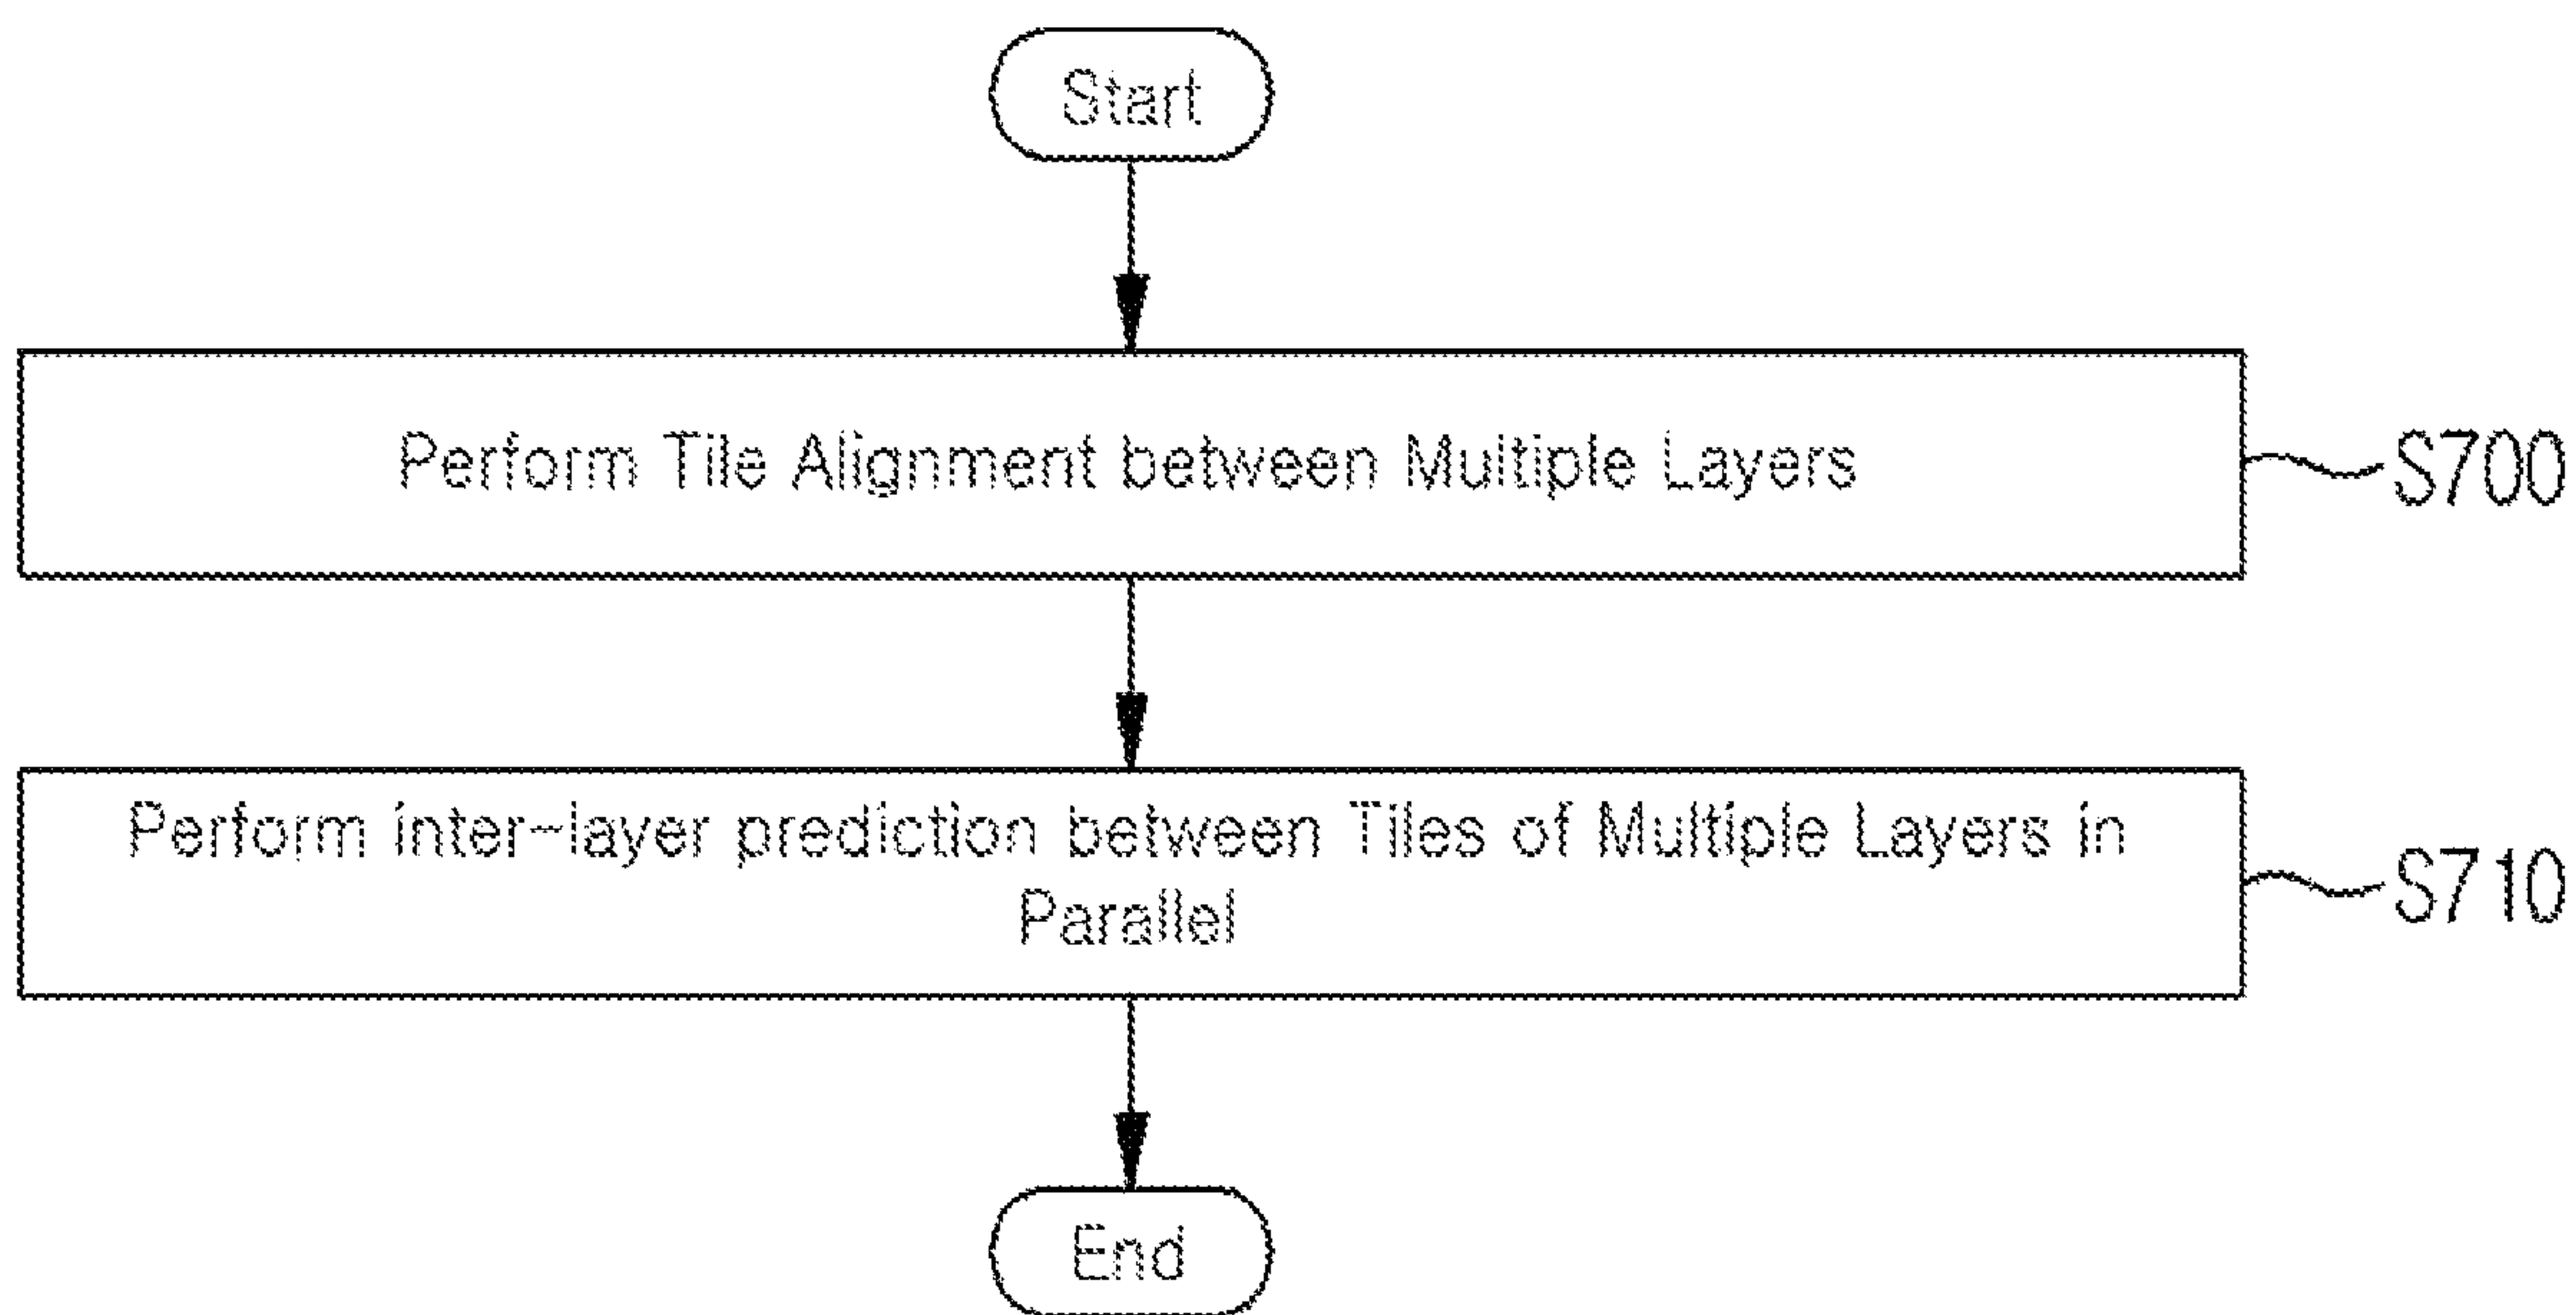 Start
Perform Tile Alignment between Multiple Layers
S700
Perform inter-layer prediction between Tiles of Multiple Layers in
Parallel
S710
End